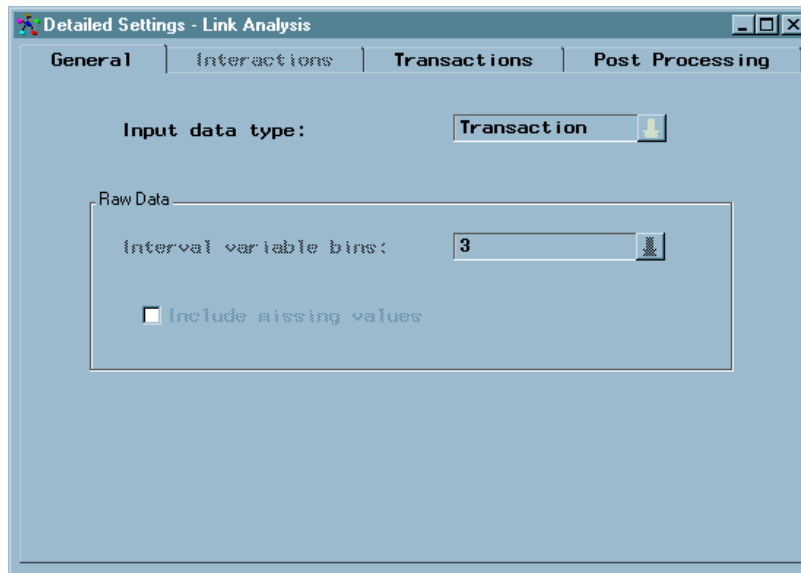 Detailed Settings - Link Analysis
General Interactions Transactions Post Processing
Input data type: Transaction
Raw Data
Interval variable bins: 3
Include missing values